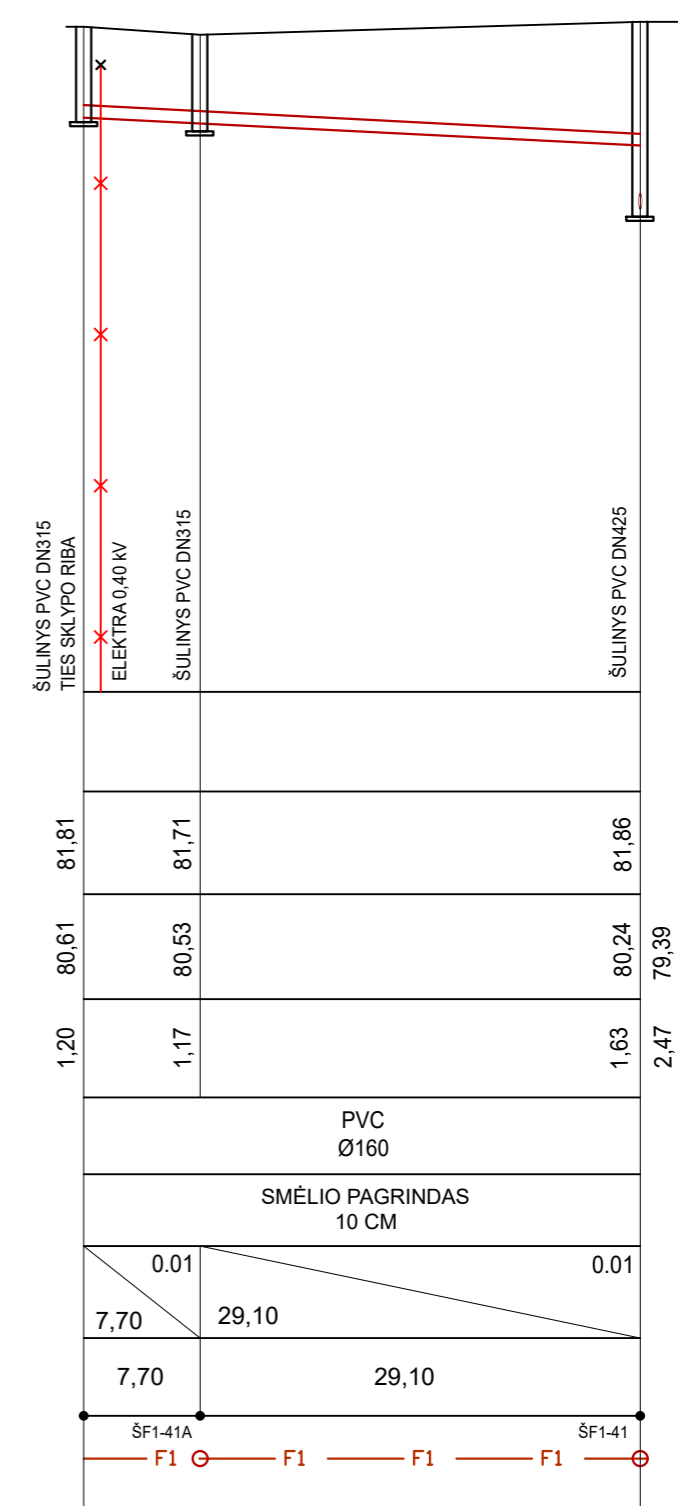 ŠULINYS PVC DN315
TIES SKLYPO RIBA
ELEKTRA 0,40 kV
ŠULINYS PVC DN315
ŠULINYS PVC DN425
81,81
81,71
81,86
80,61
80,53
80,24
79,39
1,20
1,17
1,63
2,47
PVC
Ø160
SMĖLIO PAGRINDAS
10 CM
0.01
0.01
7,70
29,10
7,70
29,10
ŠF1-41A
ŠF1-41
F1
F1
F1
F1